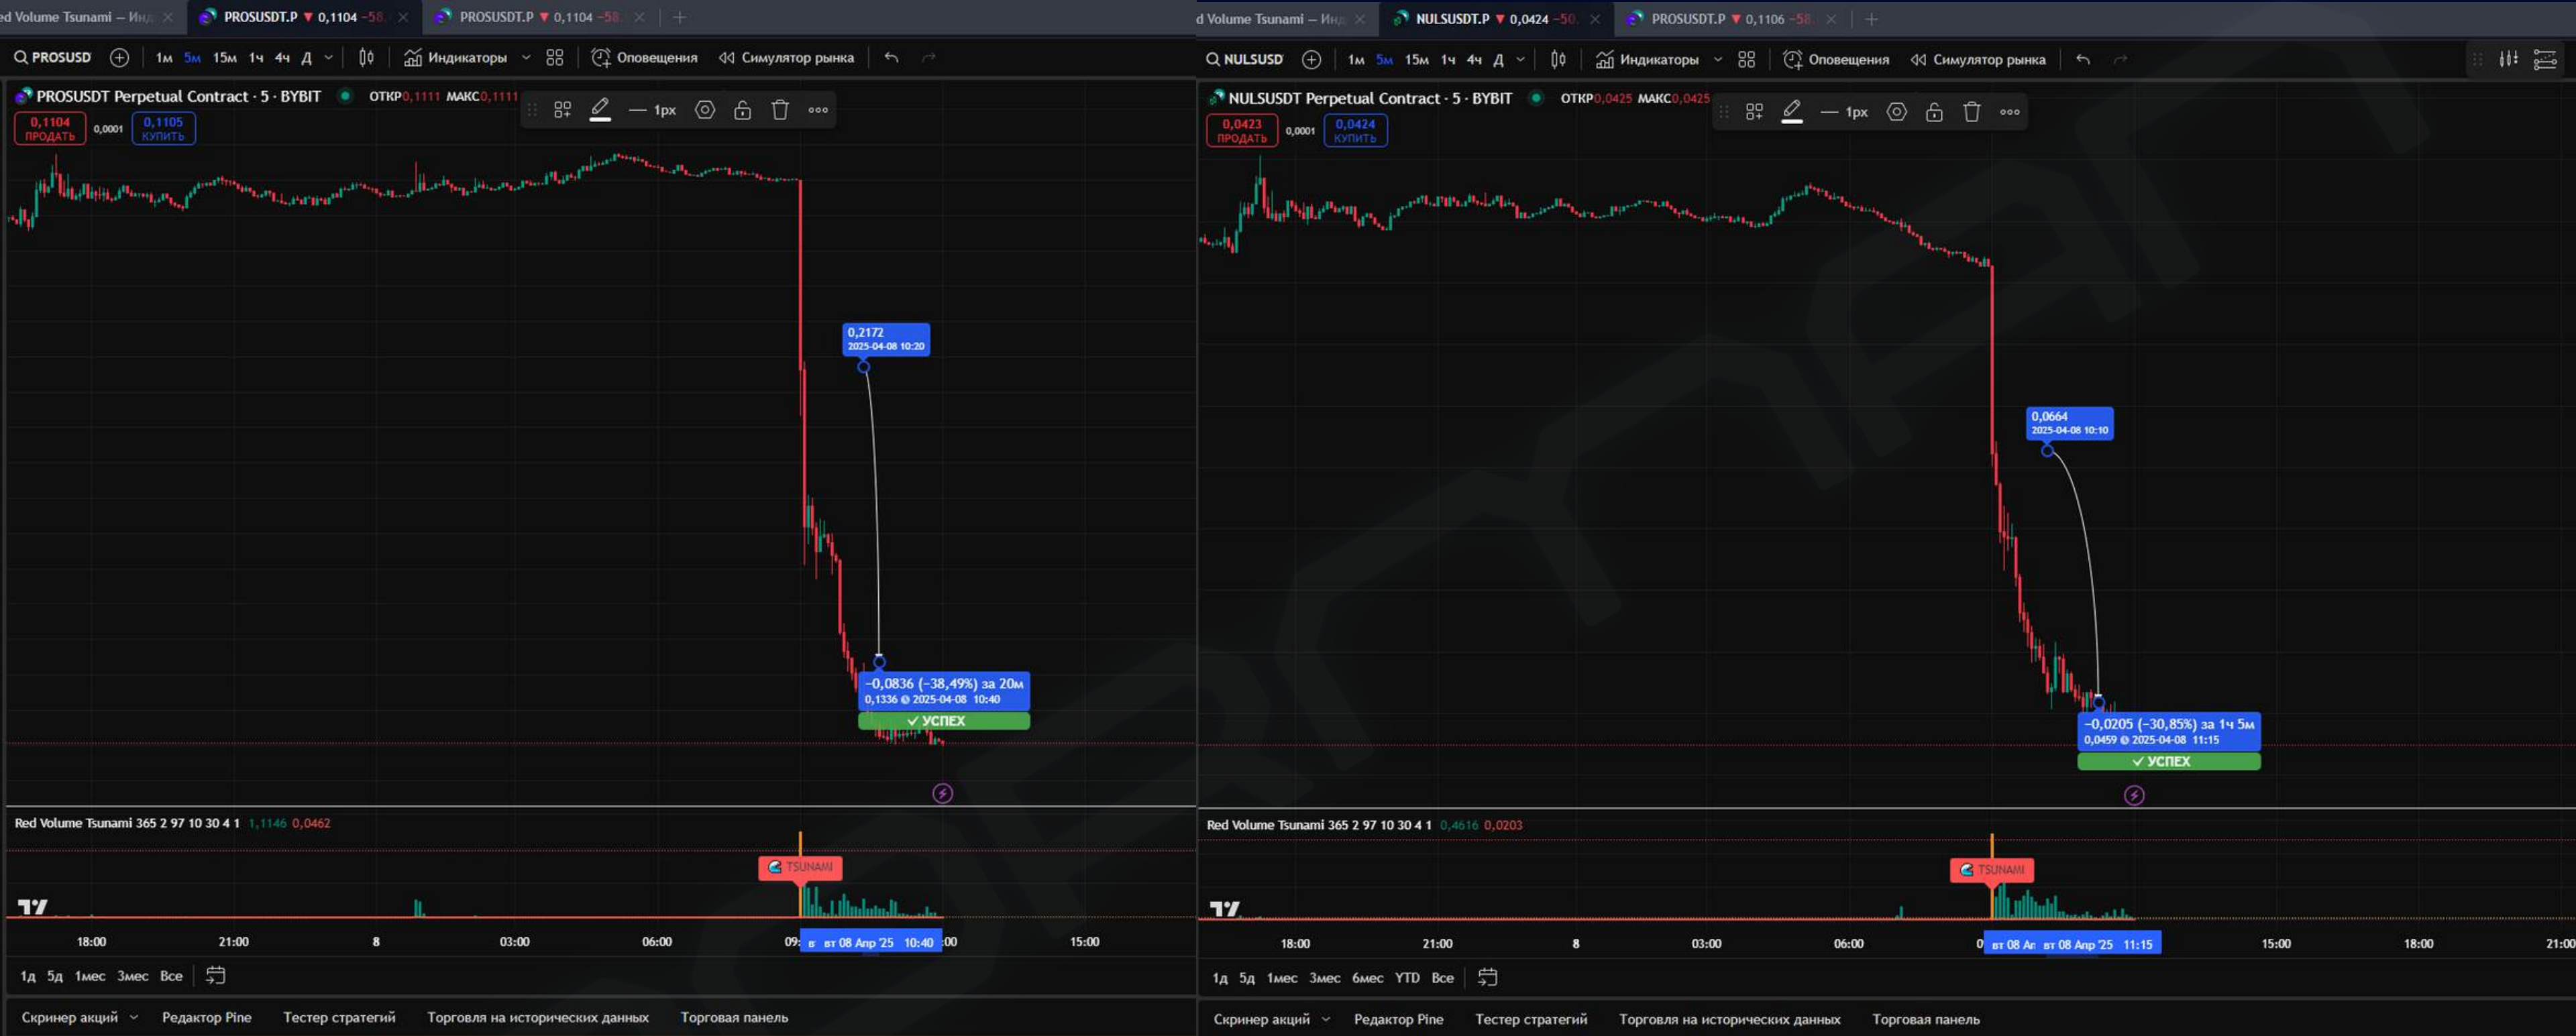 ed Volume Tsunami — Инд
PROSUSDT.P ▼ 0,1104 −58.
PROSUSDT.P ▼ 0,1104 −58.
PROSUSD
1м 5м 15м 1ч 4ч Д
Индикаторы
Оповещения
Симулятор рынка
PROSUSDT Perpetual Contract · 5 · BYBIT
ОТКР0,1111 МАКС0,1111
1px
0,1104
ПРОДАТЬ
0,0001
0,1105
КУПИТЬ
0,2172
2025-04-08 10:20
−0,0836 (−38,49%) за 20м
0,1336 2025-04-08 10:40
✓ УСПЕХ
Red Volume Tsunami 365 2 97 10 30 4 1 1,1146 0,0462
TSUNAMI
18:00 21:00 8 03:00 06:00 09: в вт 08 Апр '25 10:40 :00 15:00
1д 5д 1мес 3мес Все
Скринер акций
Редактор Pine
Тестер стратегий
Торговля на исторических данных
Торговая панель
d Volume Tsunami — Инд
NULSUSDT.P ▼ 0,0424 −50.
PROSUSDT.P ▼ 0,1106 −58.
NULSUSD
1м 5м 15м 1ч 4ч Д
Индикаторы
Оповещения
Симулятор рынка
NULSUSDT Perpetual Contract · 5 · BYBIT
ОТКР0,0425 МАКС0,0425
1px
0,0423
ПРОДАТЬ
0,0001
0,0424
КУПИТЬ
0,0664
2025-04-08 10:10
−0,0205 (−30,85%) за 1ч 5м
0,0459 2025-04-08 11:15
✓ УСПЕХ
Red Volume Tsunami 365 2 97 10 30 4 1 0,4616 0,0203
TSUNAMI
18:00 21:00 8 03:00 06:00 0 вт 08 Ап вт 08 Апр '25 11:15 15:00 18:00 21:00
1д 5д 1мес 3мес 6мес YTD Все
Скринер акций
Редактор Pine
Тестер стратегий
Торговля на исторических данных
Торговая панель